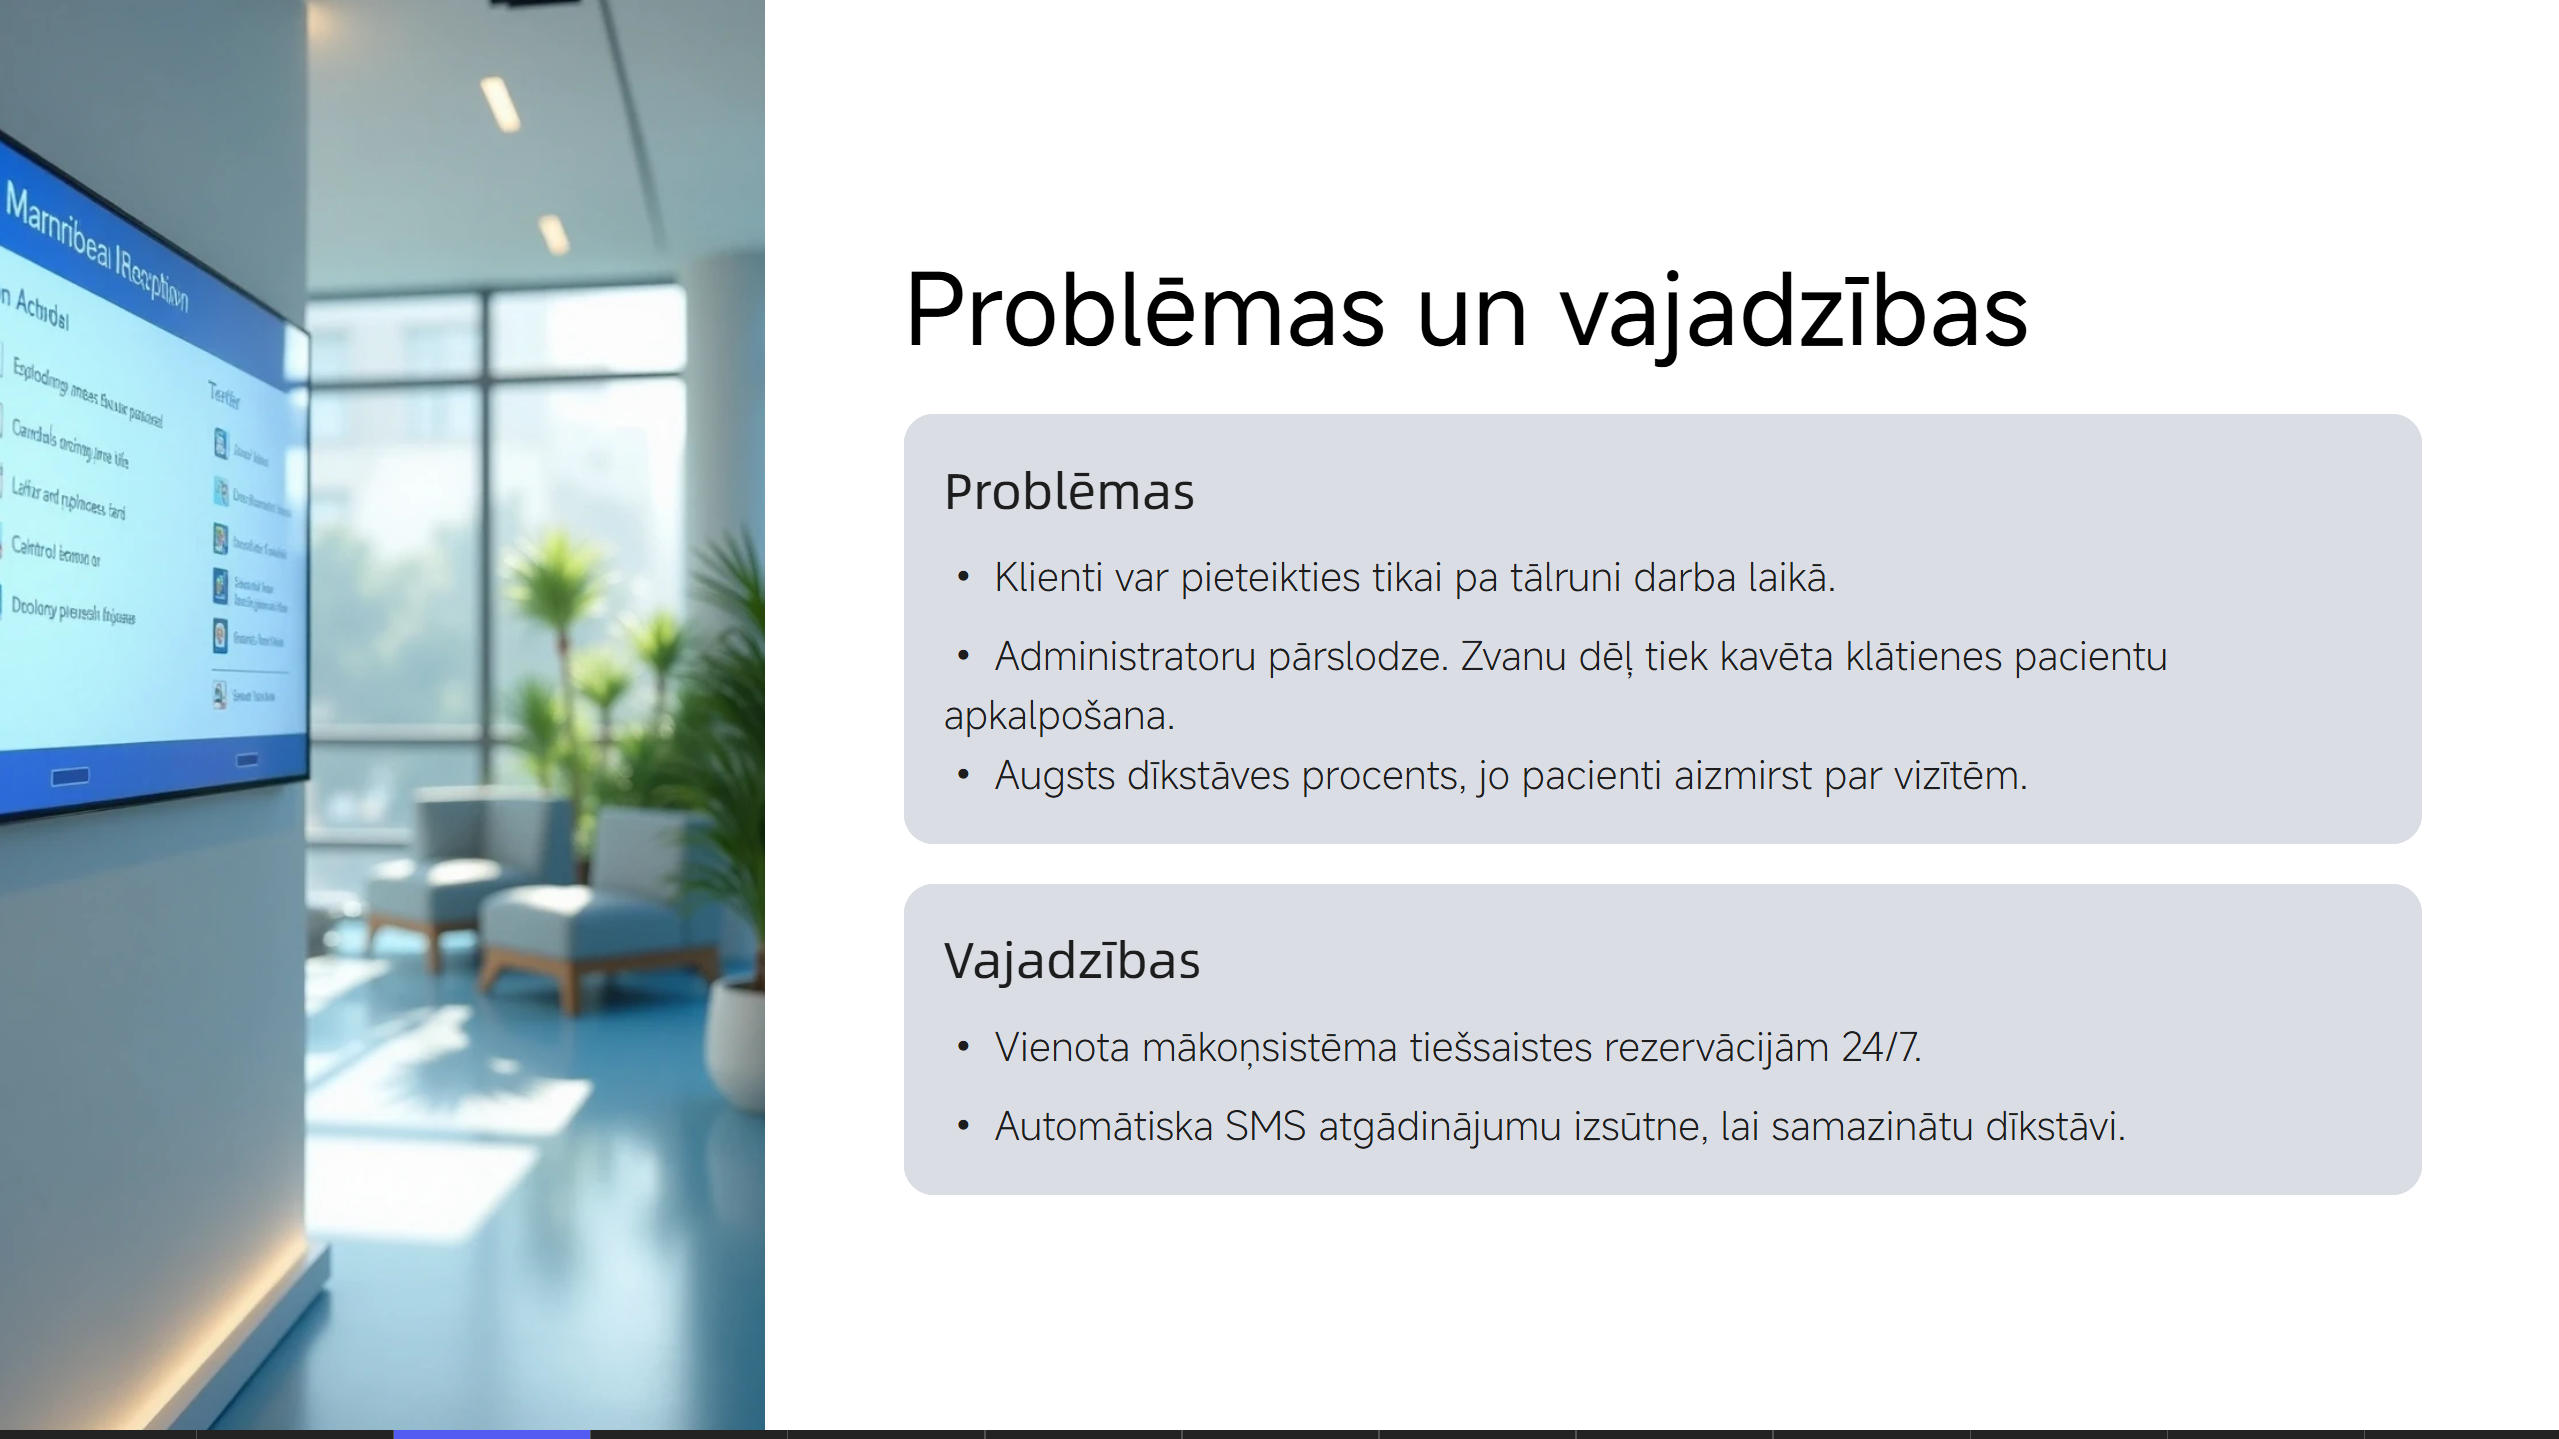 Problēmas un vajadzības
Problēmas
• Klienti var pieteikties tikai pa tālruni darba laikā.
• Administratoru pārslodze. Zvanu dēļ tiek kavēta klātienes pacientu
apkalpošana.
• Augsts dīkstāves procents, jo pacienti aizmirst par vizītēm.
Vajadzības
• Vienota mākoņsistēma tiešsaistes rezervācijām 24/7.
• Automātiska SMS atgādinājumu izsūtne, lai samazinātu dīkstāvi.